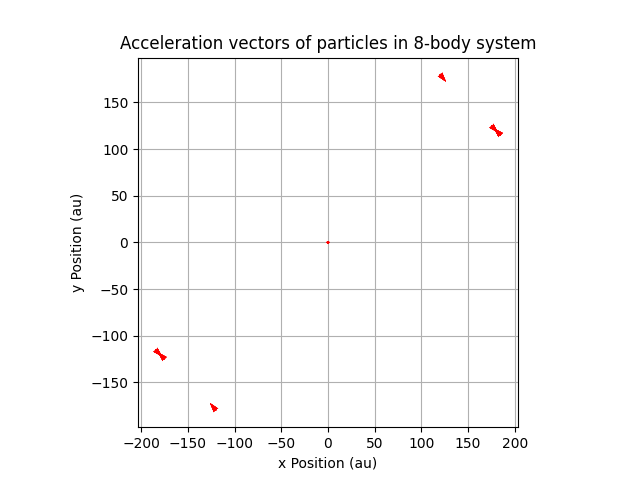 Acceleration vectors of particles in 8-body system
y Position (au)
150
100
50
0
−50
−100
−150
−200 −150 −100 −50 0 50 100 150 200
x Position (au)